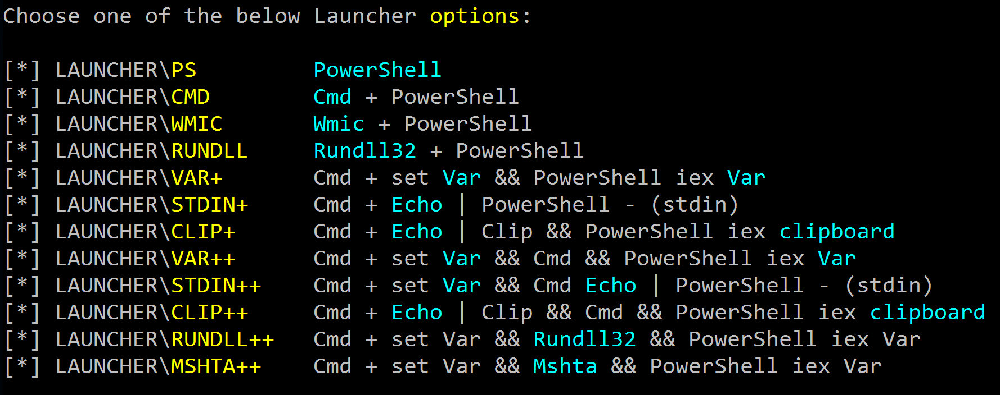 Choose one of the below Launcher options:
[*] LAUNCHER\PS PowerShell
[*] LAUNCHER\CMD Cmd + PowerShell
[*] LAUNCHER\WMIC Wmic + PowerShell
[*] LAUNCHER\RUNDLL Rundll32 + PowerShell
[*] LAUNCHER\VAR+ Cmd + set Var && PowerShell iex Var
[*] LAUNCHER\STDIN+ Cmd + Echo | PowerShell - (stdin)
[*] LAUNCHER\CLIP+ Cmd + Echo | Clip && PowerShell iex clipboard
[*] LAUNCHER\VAR++ Cmd + set Var && Cmd && PowerShell iex Var
[*] LAUNCHER\STDIN++ Cmd + set Var && Cmd Echo | PowerShell - (stdin)
[*] LAUNCHER\CLIP++ Cmd + Echo | Clip && Cmd && PowerShell iex clipboard
[*] LAUNCHER\RUNDLL++ Cmd + set Var && Rundll32 && PowerShell iex Var
[*] LAUNCHER\MSHTA++ Cmd + set Var && Mshta && PowerShell iex Var